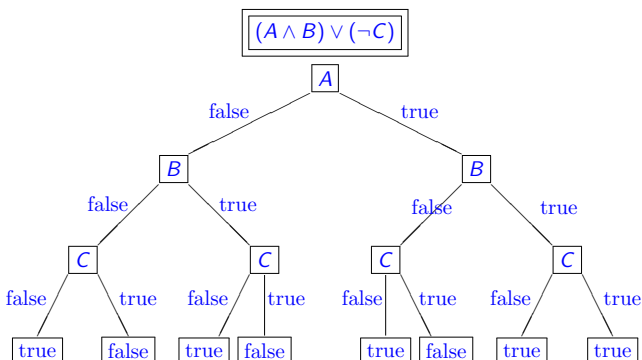 (A ∧ B) ∨ (¬C)
A
false true
B B
false true false true
C C C C
false true false true false true false true
true false true false true false true true